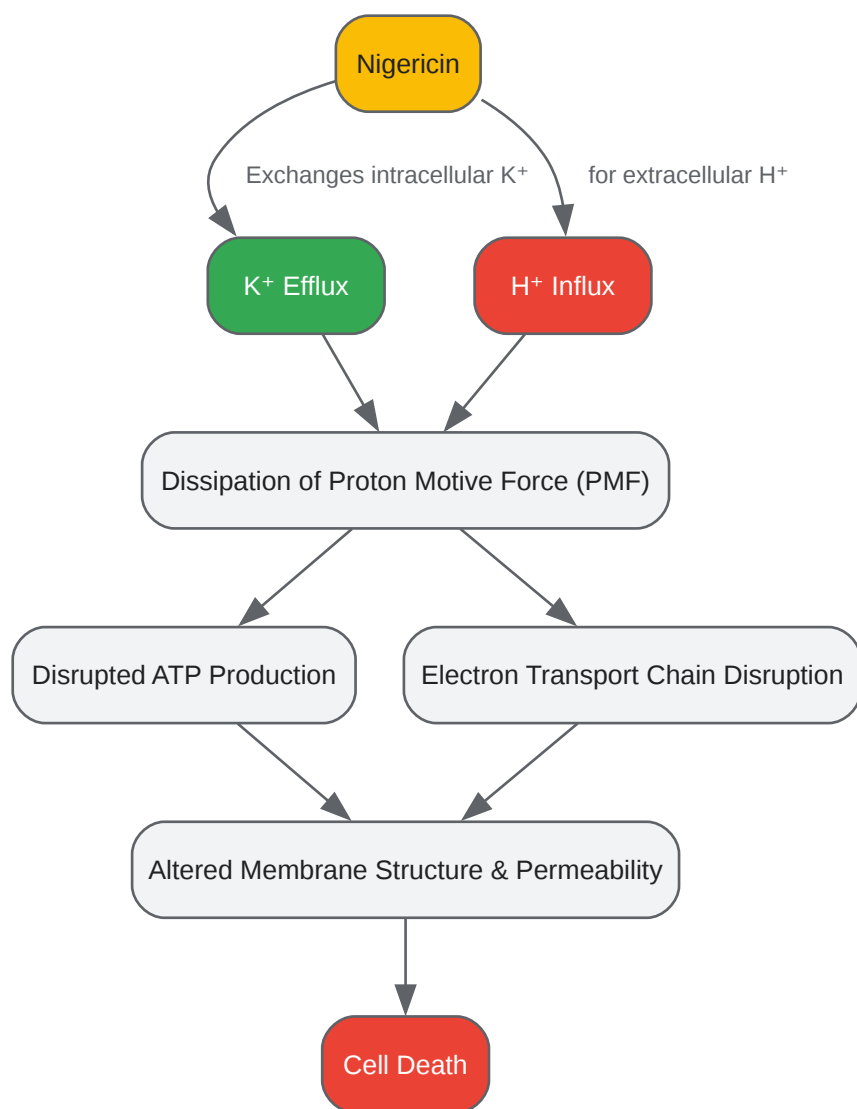 Nigericin
Exchanges intracellular K⁺
for extracellular H⁺
K⁺ Efflux
H⁺ Influx
Dissipation of Proton Motive Force (PMF)
Disrupted ATP Production
Electron Transport Chain Disruption
Altered Membrane Structure & Permeability
Cell Death